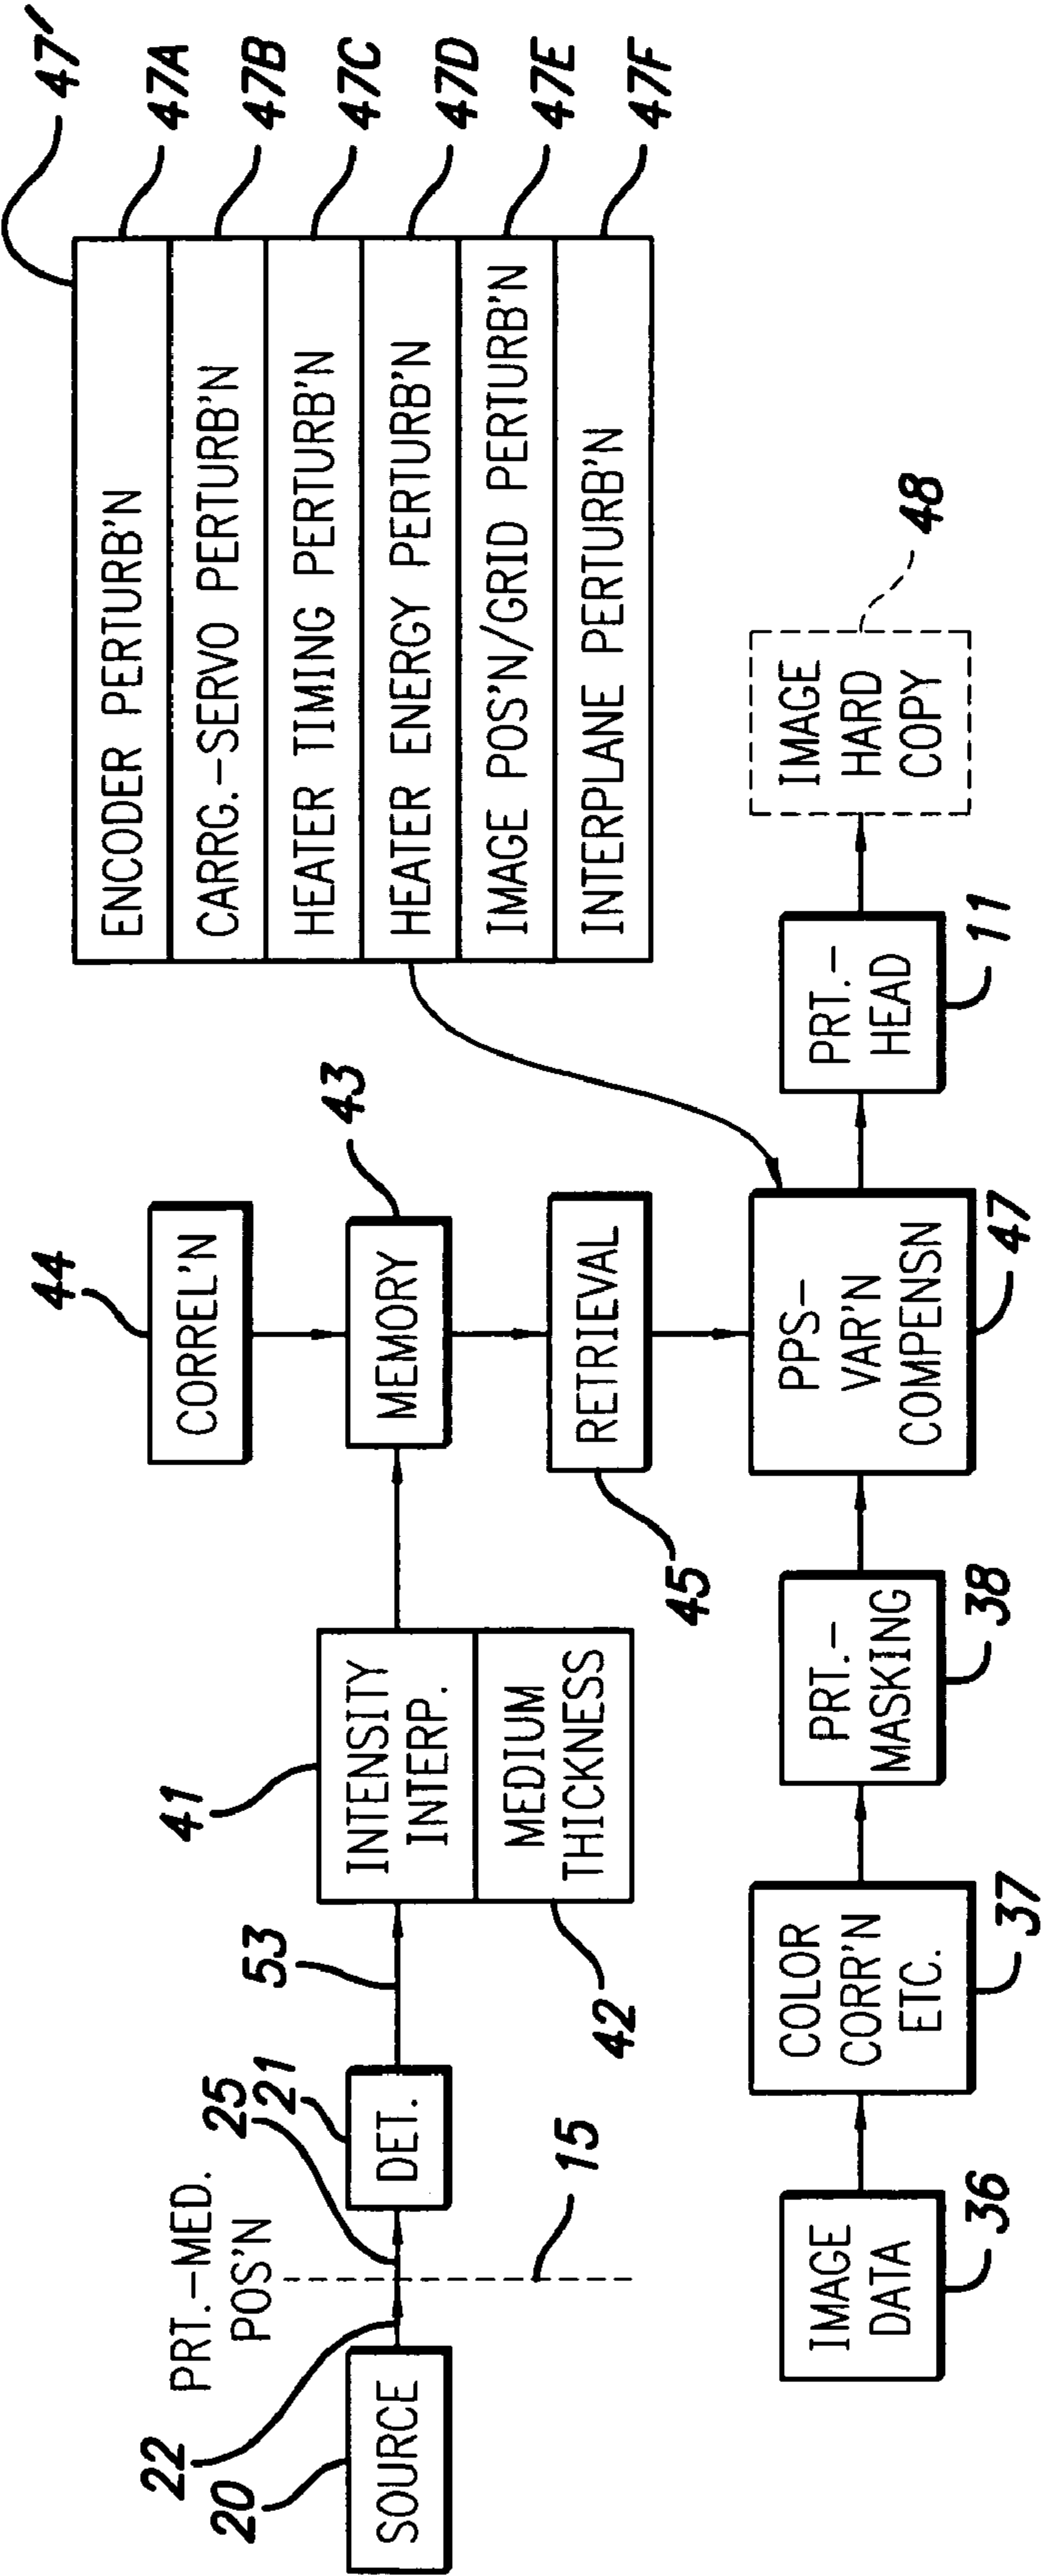 47'
ENCODER PERTURB'N
47A
CARRG.-SERVO PERTURB'N
47B
HEATER TIMING PERTURB'N
47C
HEATER ENERGY PERTURB'N
47D
IMAGE POS'N/GRID PERTURB'N
47E
INTERPLANE PERTURB'N
47F
44
CORREL'N
PRT.-MED.
POS'N
22
20
SOURCE
25
21
DET.
15
53
41
INTENSITY
INTERP.
MEDIUM
THICKNESS
42
43
MEMORY
RETRIEVAL
45
IMAGE
DATA
36
COLOR
CORR'N
ETC.
37
PRT.-
MASKING
38
PPS-
VAR'N
COMPENSN
47
PRT.-
HEAD
11
IMAGE
HARD
COPY
48